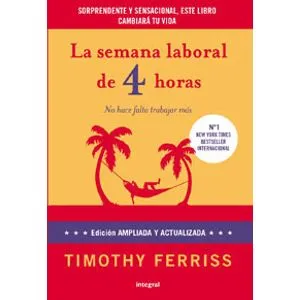 SORPRENDENTE Y SENSACIONAL, ESTE LIBRO
CAMBIARÁ TU VIDA
La semana laboral
de 4 horas
No hace falta trabajar más
Nº1
NEW YORK TIMES
BESTSELLER
INTERNACIONAL
*** Edición AMPLIADA Y ACTUALIZADA ***
TIMOTHY FERRISS
integral